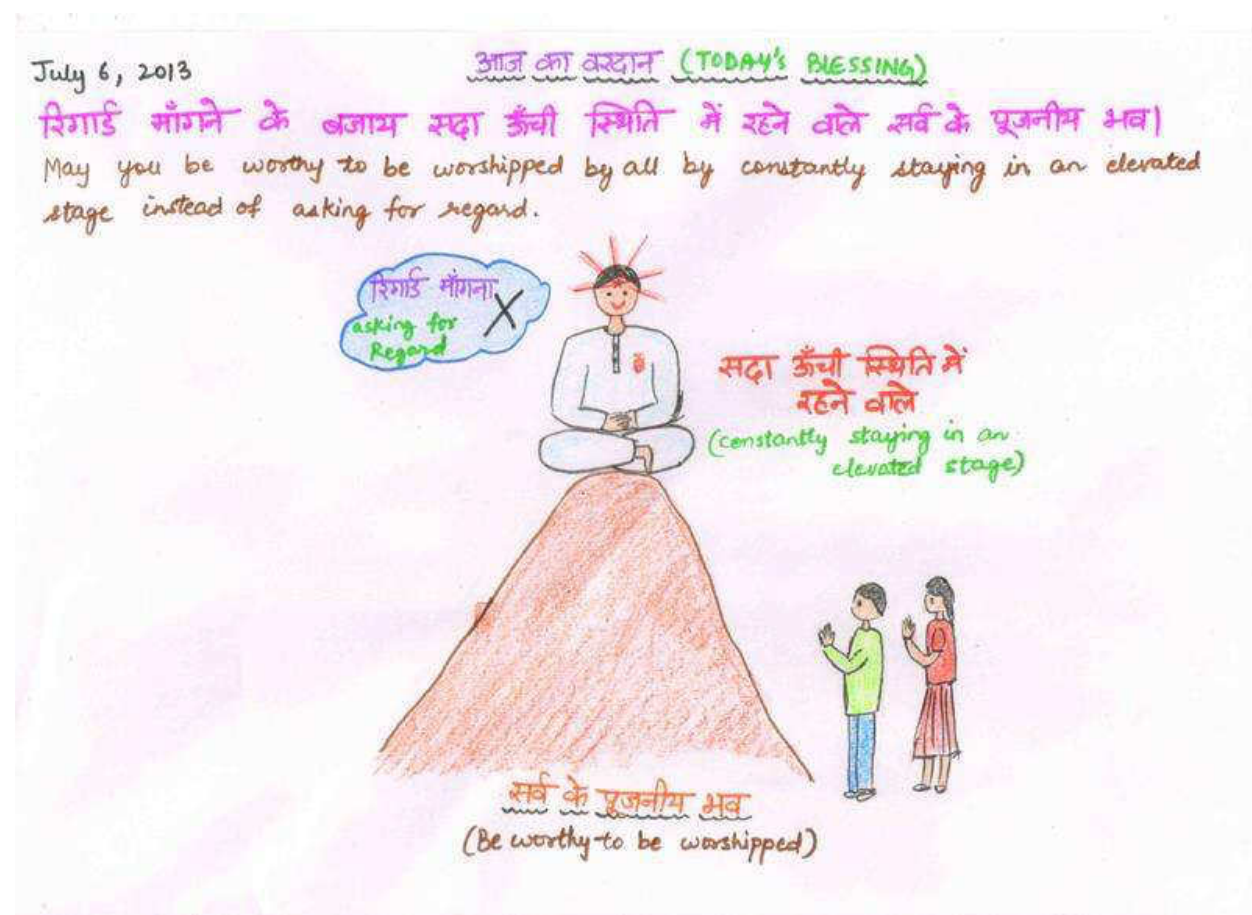 July 6, 2013
आज का वरदान (TODAY'S BLESSING)
रिगार्ड माँगने के बजाय सदा ऊँची स्थिति में रहने वाले सर्व के पूजनीय भव।
May you be worthy to be worshipped by all by constantly staying in an elevated
stage instead of asking for regard.
रिगार्ड माँगना
asking for
Regard
सदा ऊँची स्थिति में
रहने वाले
(constantly staying in an
elevated stage)
सर्व के पूजनीय भव
(Be worthy to be worshipped)